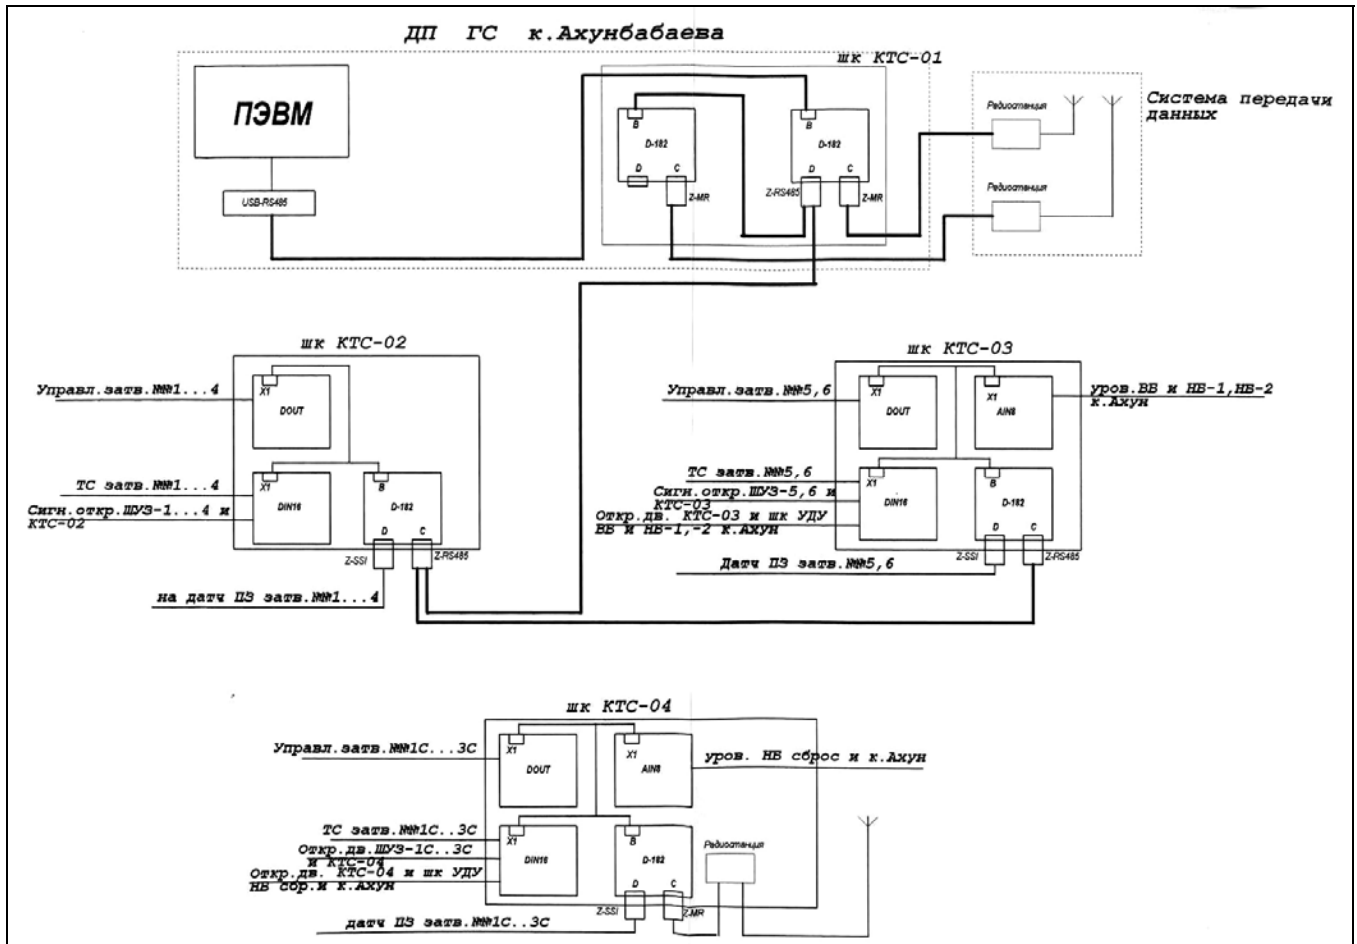 ДП ГС к.Ахунбабаева
шк КТС-01
ПЭВМ
USB-RS485
B
D-182
D C
Z-MR
B
D-182
D C
Z-RS485
Z-MR
Радиостанция
Радиостанция
Система передачи
данных
шк КТС-02
Управл.затв.№№1...4
X1
DOUT
ТС затв.№№1...4
Сигн.откр.ШУЗ-1...4 и
КТС-02
X1
DIN16
B
D-182
D C
Z-SSI
Z-RS485
на датч ПЗ затв.№№1...4
шк КТС-03
Управл.затв.№№5,6
X1
DOUT
X1
AIN8
уров.ВБ и НБ-1,НБ-2
к.Ахун
ТС затв.№№5,6
Сигн.откр.ШУЗ-5,6 и
КТС-03
Откр.дв. КТС-03 и шк УДУ
ВБ и НБ-1,-2 к.Ахун
X1
DIN16
B
D-182
D C
Z-SSI
Z-RS485
Датч ПЗ затв.№№5,6
шк КТС-04
Управл.затв.№№1С...3С
X1
DOUT
X1
AIN8
уров. НБ сброс и к.Ахун
ТС затв.№№1С..3С
Откр.дв.ШУЗ-1С..3С
и КТС-04
Откр.дв. КТС-04 и шк УДУ
НБ сбр.и к.Ахун
X1
DIN16
B
D-182
D C
Z-SSI
Z-MR
Радиостанция
датч ПЗ затв.№№1С..3С